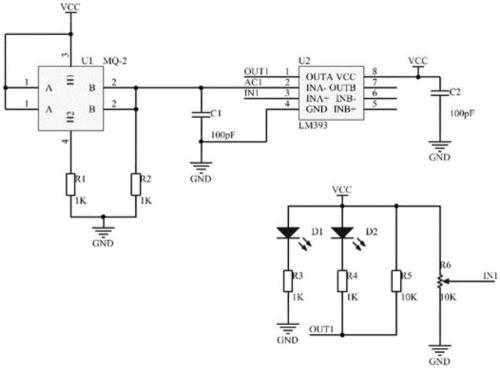 VCC
U1 MQ-2
3
1 A B 2
1 A B 2
H1
H2
4
R1
1K
R2
1K
GND
C1
100pF
GND
U2
OUT1 1 OUTA VCC 8
AC1 2 INA- OUTB 7
IN1 3 INA+ INB- 6
4 GND INB+ 5
LM393
VCC
C2
100pF
GND
VCC
D1
D2
R3
1K
R4
1K
R5
10K
R6
10K
IN1
GND
OUT1
GND